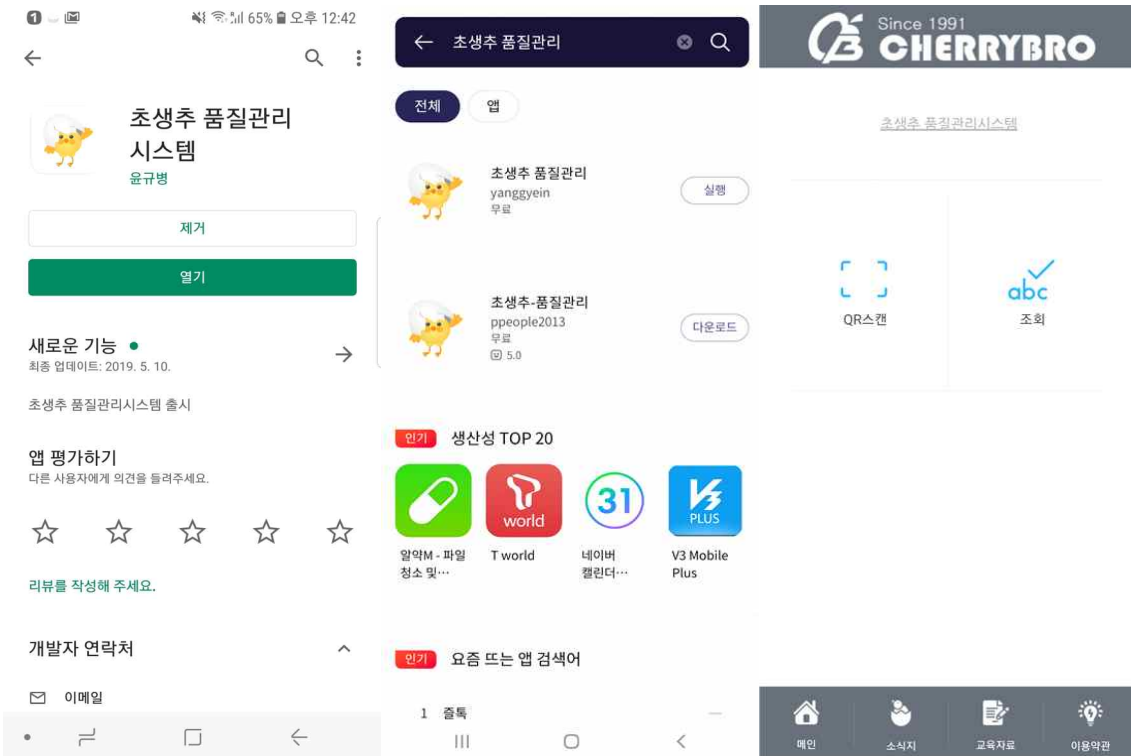 1 65% 오후 12:42
초생추 품질관리
시스템
윤규병
제거
열기
새로운 기능
최종 업데이트: 2019. 5. 10.
초생추 품질관리시스템 출시
앱 평가하기
다른 사용자에게 의견을 들려주세요.
리뷰를 작성해 주세요.
개발자 연락처
이메일
초생추 품질관리
전체 앱
초생추 품질관리
yanggyein
무료
실행
초생추-품질관리
ppeople2013
무료
5.0
다운로드
인기 생산성 TOP 20
world
31
V3
PLUS
알약M - 파일
청소 및…
T world
네이버
캘린더…
V3 Mobile
Plus
인기 요즘 뜨는 앱 검색어
1 즐톡
Since 1991
CHERRYBRO
초생추 품질관리시스템
QR스캔
abc
조회
메인
소식지
교육자료
이용약관